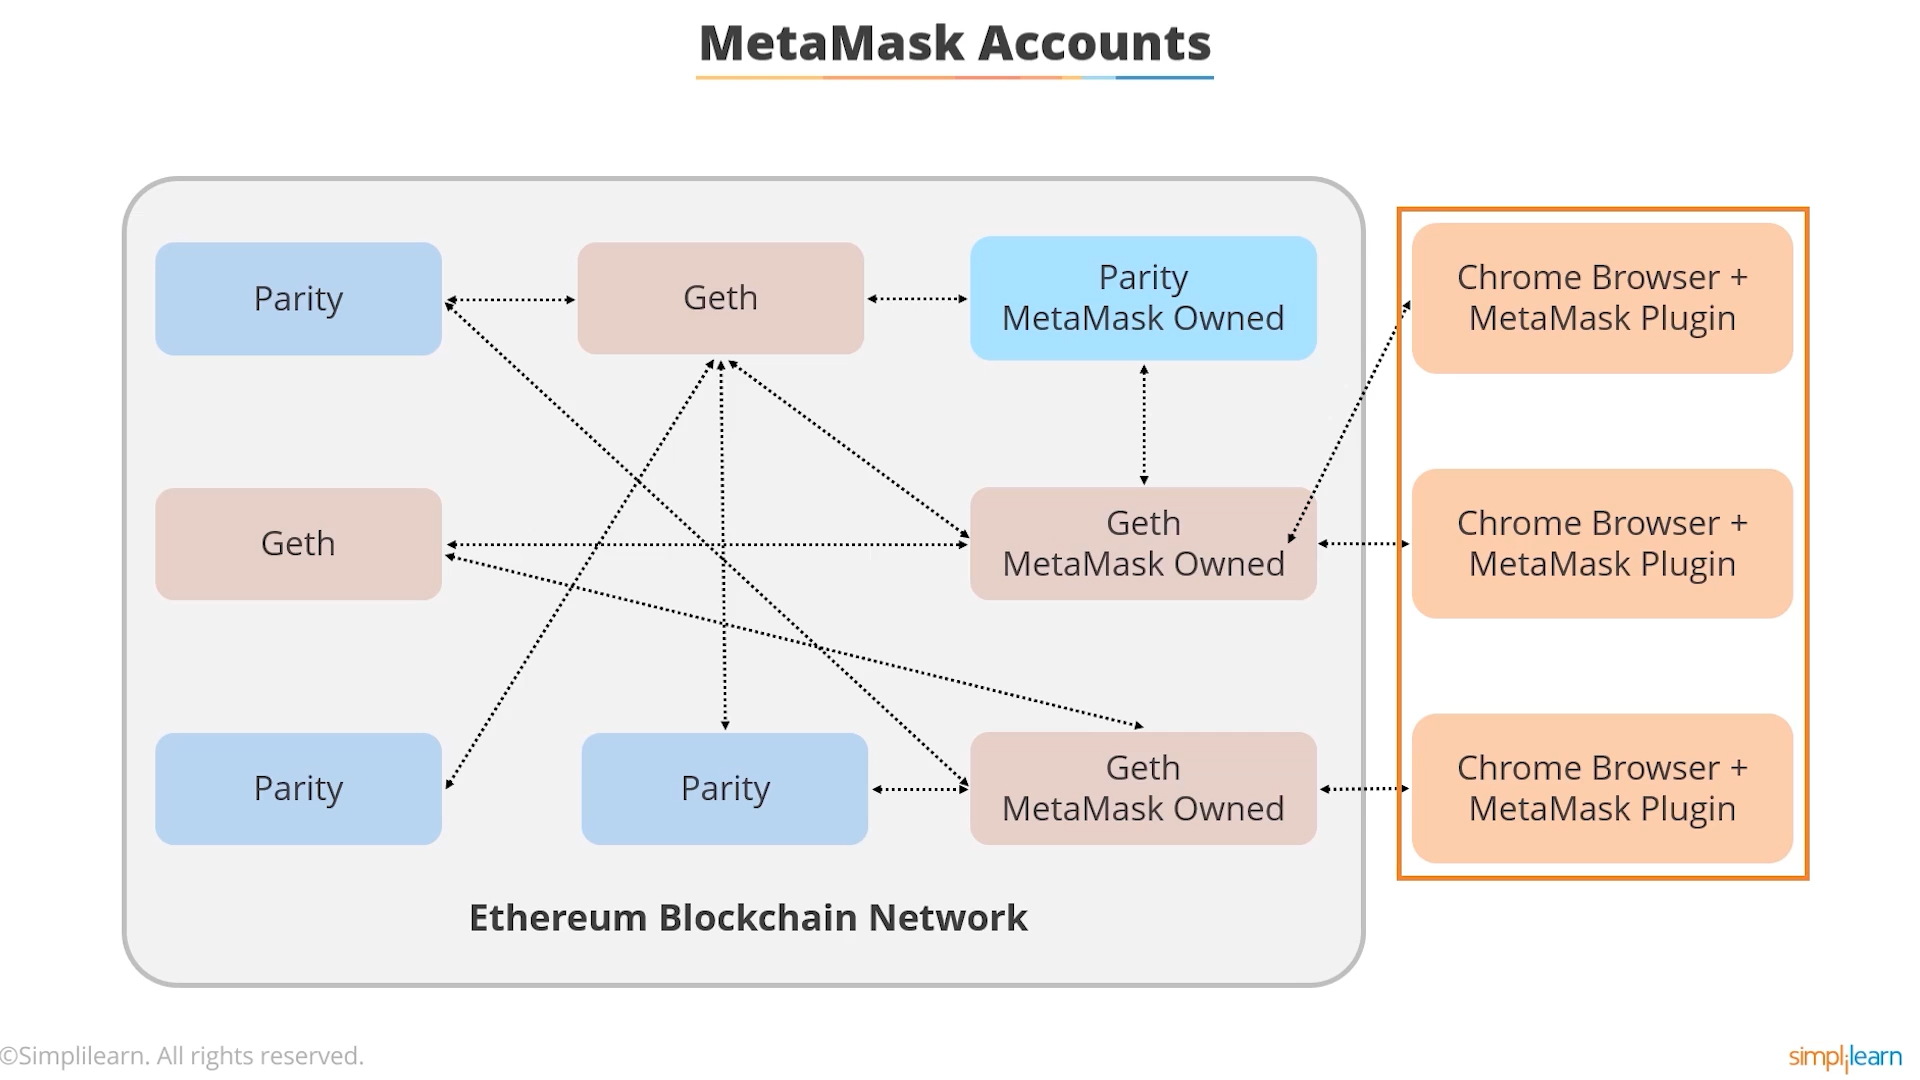 MetaMask Accounts
Parity
Geth
Parity
MetaMask Owned
Chrome Browser +
MetaMask Plugin
Geth
Geth
MetaMask Owned
Chrome Browser +
MetaMask Plugin
Parity
Parity
Geth
MetaMask Owned
Chrome Browser +
MetaMask Plugin
Ethereum Blockchain Network
©Simplilearn. All rights reserved.
simplilearn